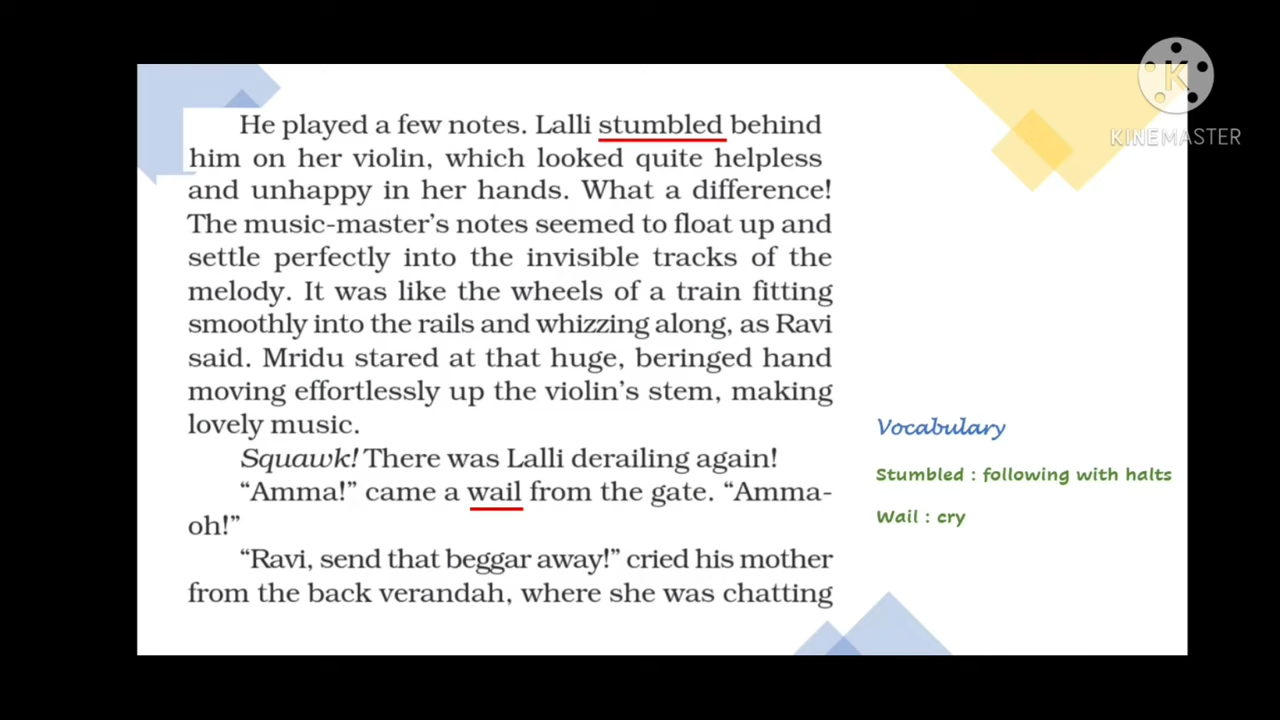 He played a few notes. Lalli stumbled behind
him on her violin, which looked quite helpless
and unhappy in her hands. What a difference!
The music-master's notes seemed to float up and
settle perfectly into the invisible tracks of the
melody. It was like the wheels of a train fitting
smoothly into the rails and whizzing along, as Ravi
said. Mridu stared at that huge, beringed hand
moving effortlessly up the violin's stem, making
lovely music.
Squawk! There was Lalli derailing again!
“Amma!” came a wail from the gate. “Amma-
oh!”
“Ravi, send that beggar away!” cried his mother
from the back verandah, where she was chatting
Vocabulary
Stumbled : following with halts
Wail : cry
K
KINEMASTER